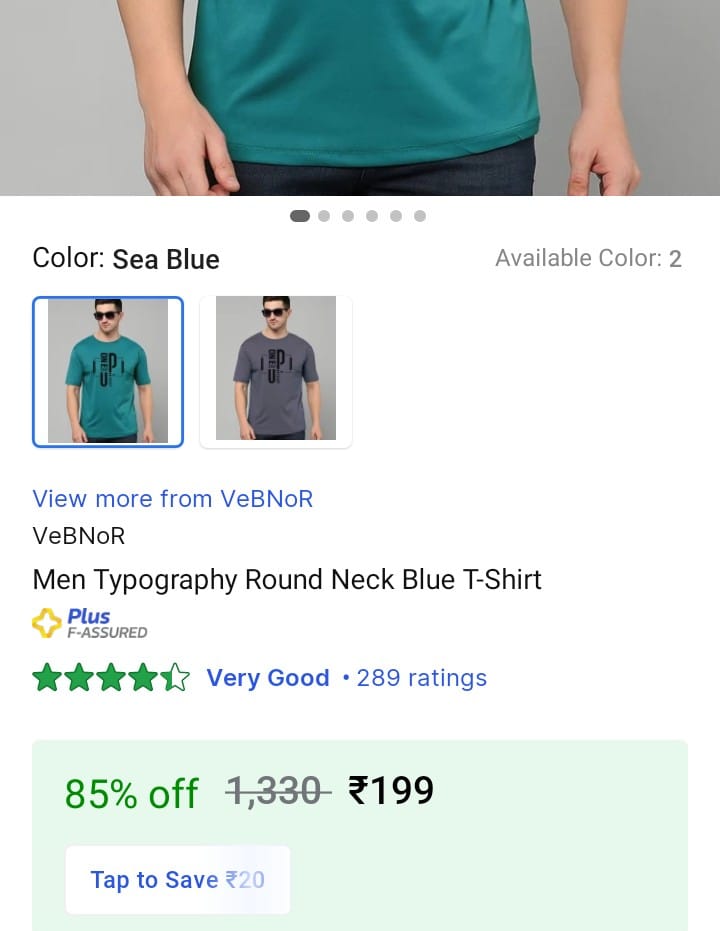 Color: Sea Blue
Available Color: 2
View more from VeBNoR
VeBNoR
Men Typography Round Neck Blue T-Shirt
Plus
F-ASSURED
Very Good • 289 ratings
85% off 1,330 ₹199
Tap to Save ₹20